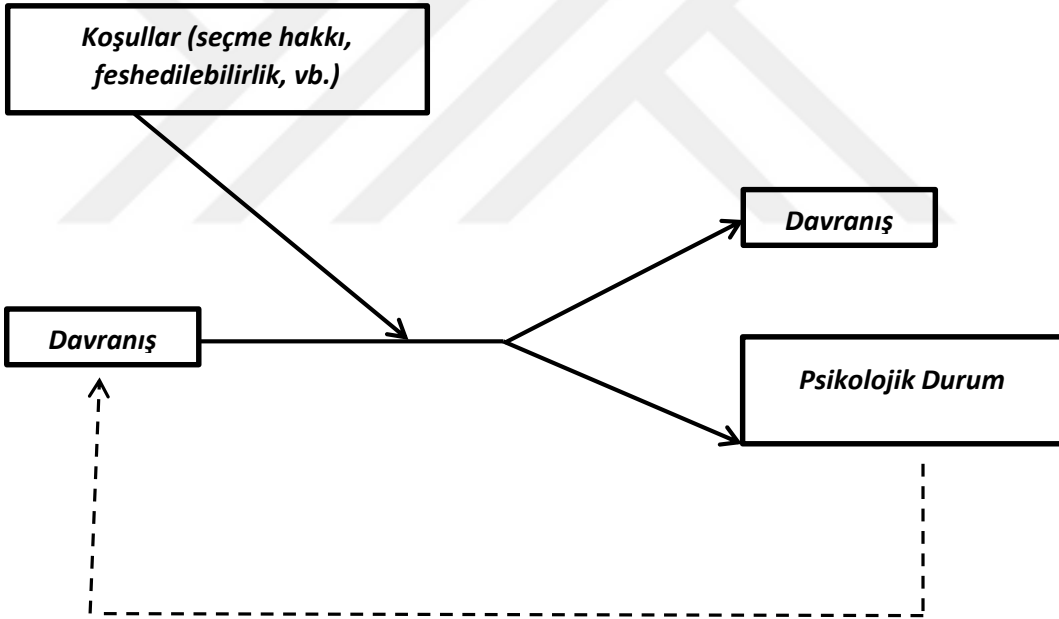 Koşullar (seçme hakkı,
feshedilebilirlik, vb.)
Davranış
Davranış
Psikolojik Durum